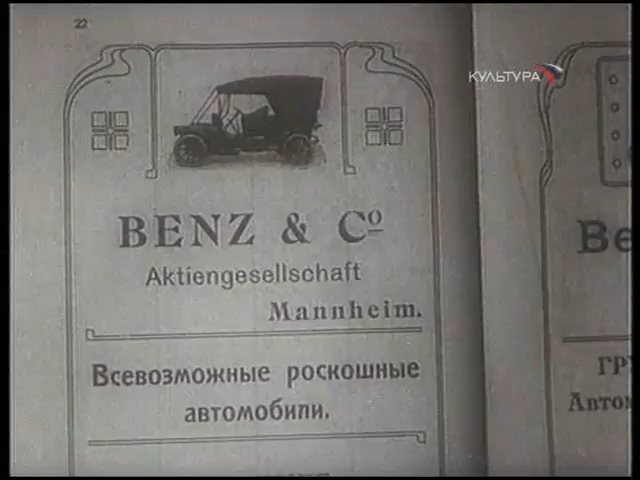 22
КУЛЬТУРА
BENZ & Cº
Aktiengesellschaft
Mannheim.
Всевозможные роскошные
автомобили.
Be
ГР
Автом